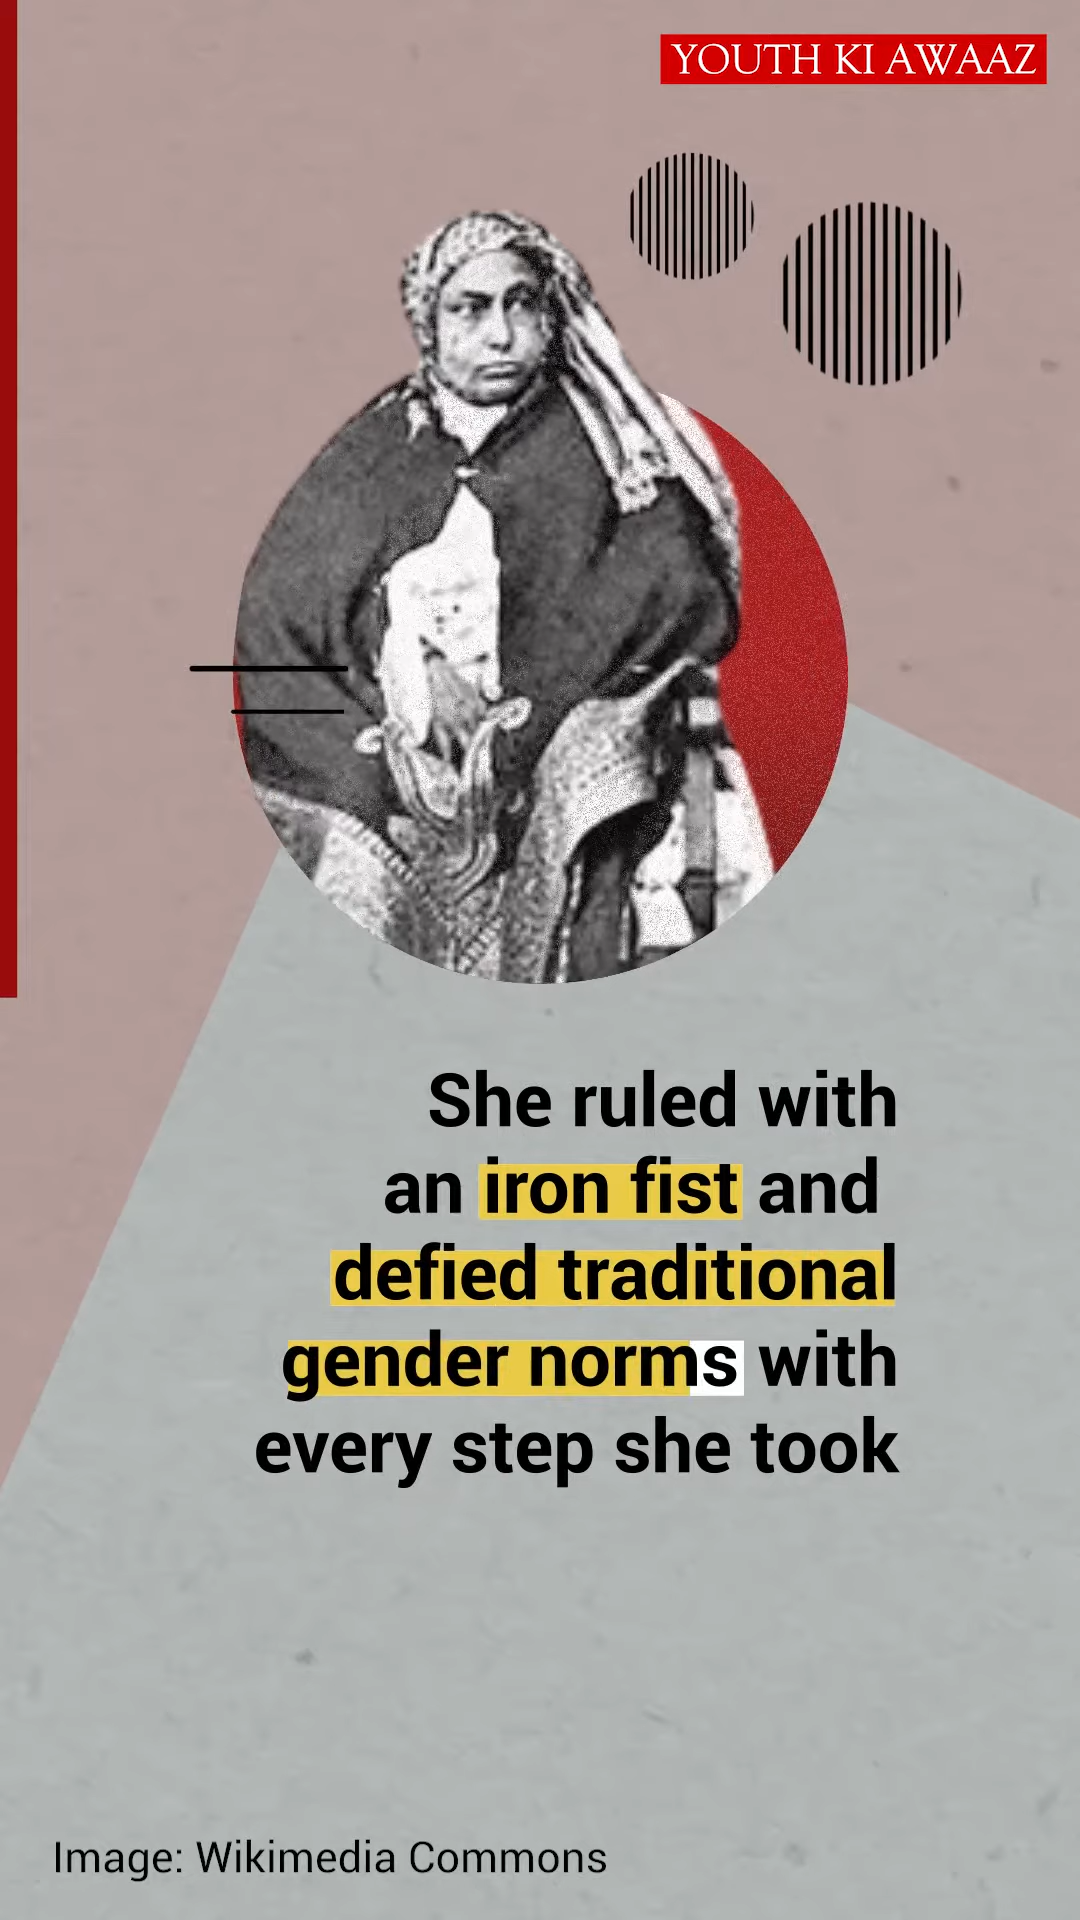 YOUTH KI AWAAZ
She ruled with
an iron fist and
defied traditional
gender norms with
every step she took
Image: Wikimedia Commons